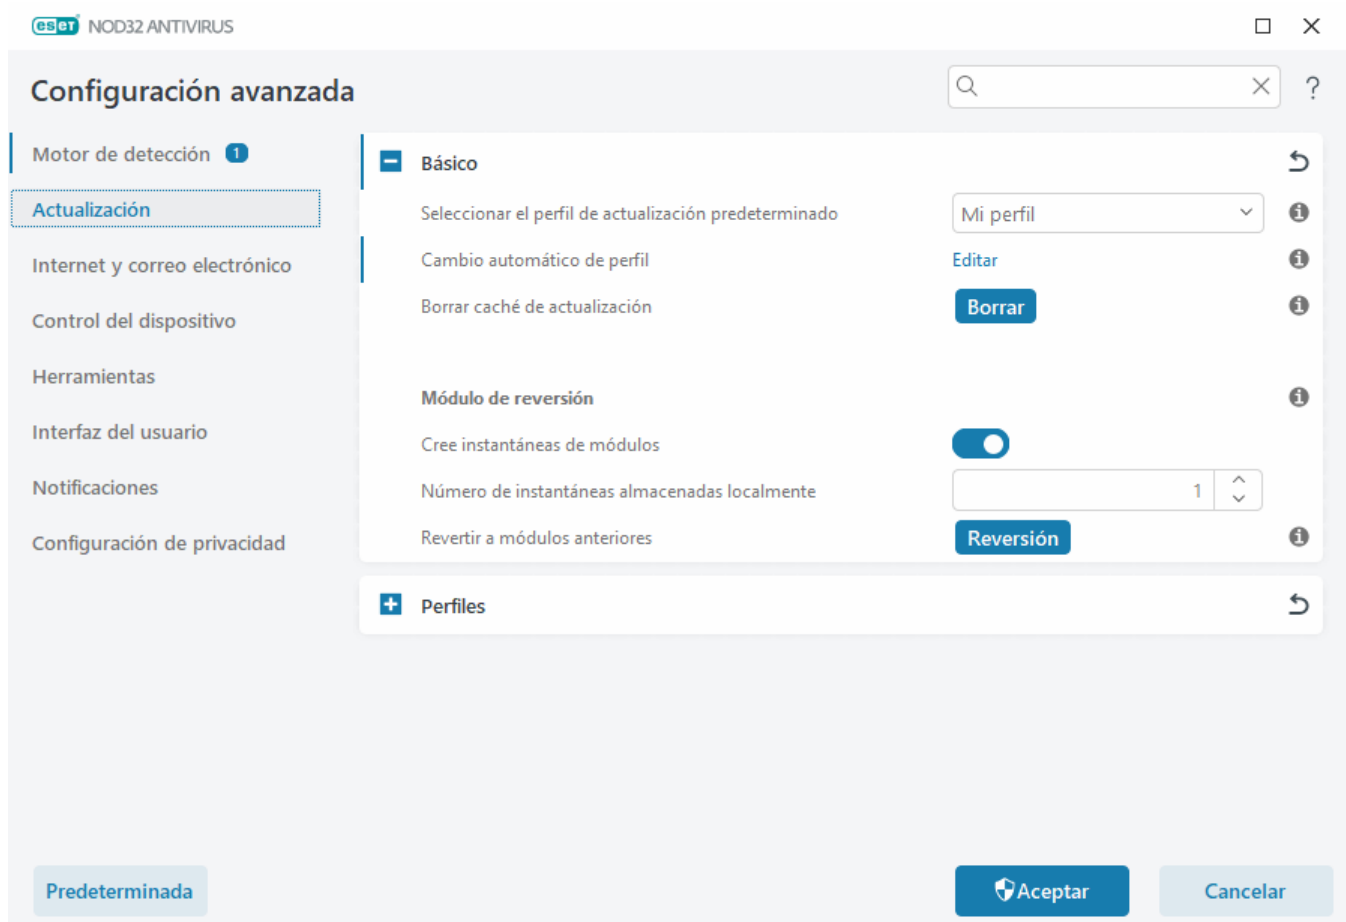 eset NOD32 ANTIVIRUS
Configuración avanzada
?
Motor de detección 1
Actualización
Internet y correo electrónico
Control del dispositivo
Herramientas
Interfaz del usuario
Notificaciones
Configuración de privacidad
Básico
Seleccionar el perfil de actualización predeterminado Mi perfil
Cambio automático de perfil Editar
Borrar caché de actualización Borrar
Módulo de reversión
Cree instantáneas de módulos
Número de instantáneas almacenadas localmente 1
Revertir a módulos anteriores Reversión
Perfiles
Predeterminada Aceptar Cancelar